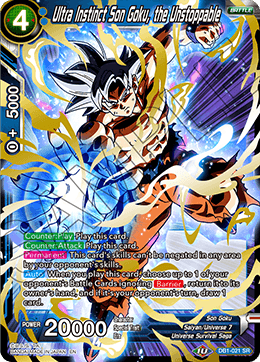 4
Ultra Instinct Son Goku, the Unstoppable
BATTLE
+ 5000
Counter Play Play this card.
Counter Attack Play this card.
Permanent This card's skills can't be negated in any area
by your opponent's skills.
Auto When you play this card, choose up to 1 of your
opponent's Battle Cards ignoring Barrier, return it to its
owner's hand, and if it isn't your opponent's turn, draw 1
card.
POWER
20000
Son Goku
Saiyan/Universe 7
Universe Survival Saga
DB1-021 SR